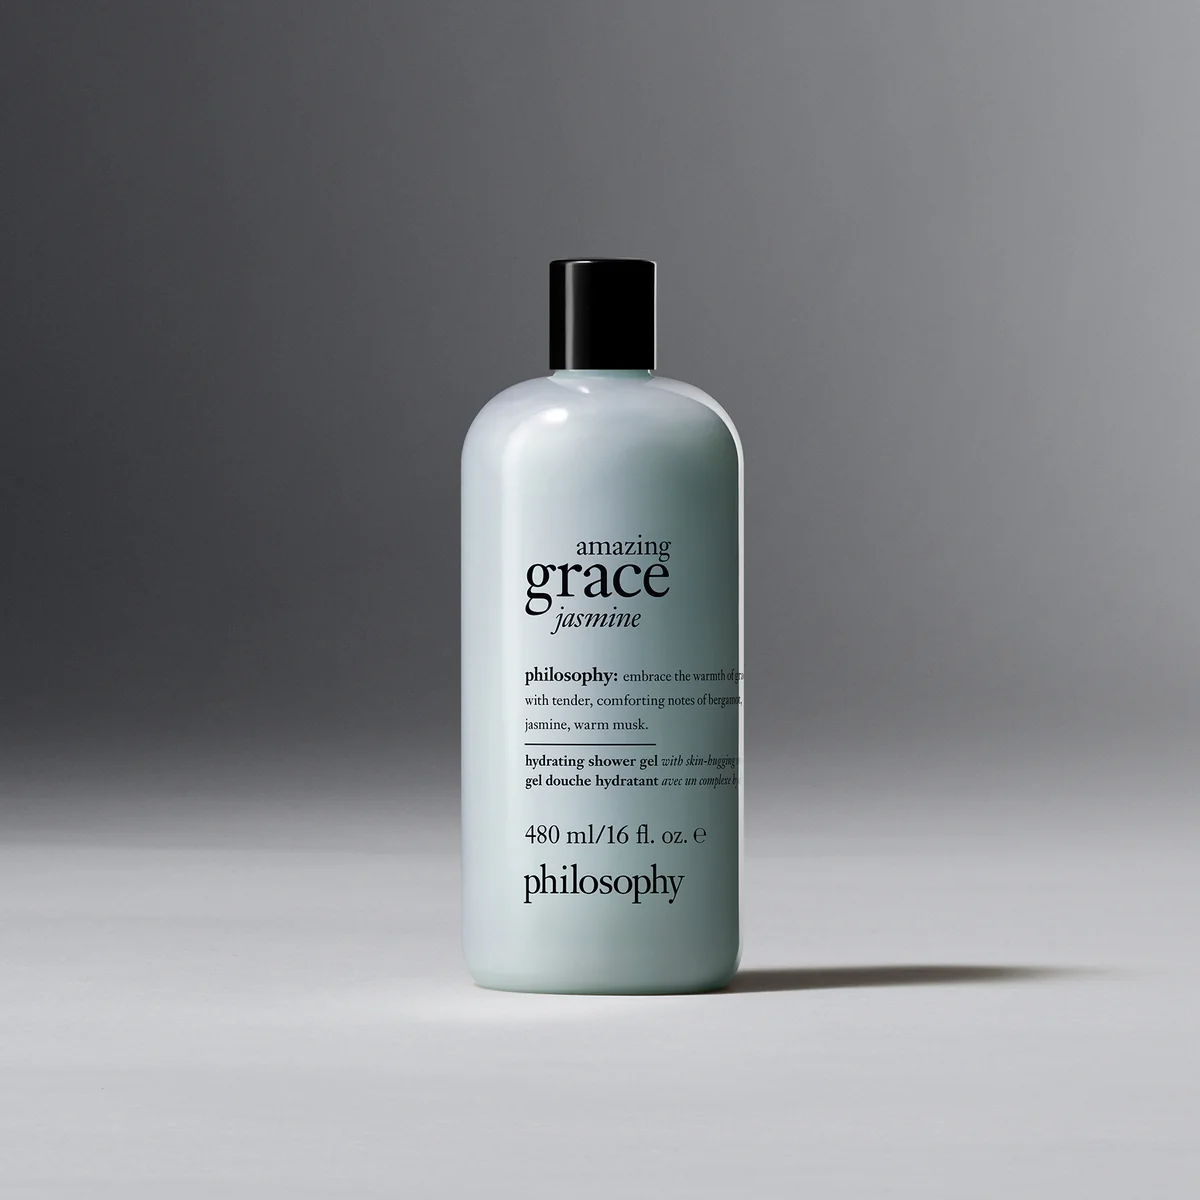 amazing
grace
jasmine
philosophy: embrace the warmth of
with tender, comforting notes of bergamot,
jasmine, warm musk.
hydrating shower gel with skin-hugging
gel douche hydratant avec un complexe
480 ml/16 fl. oz. ℮
philosophy